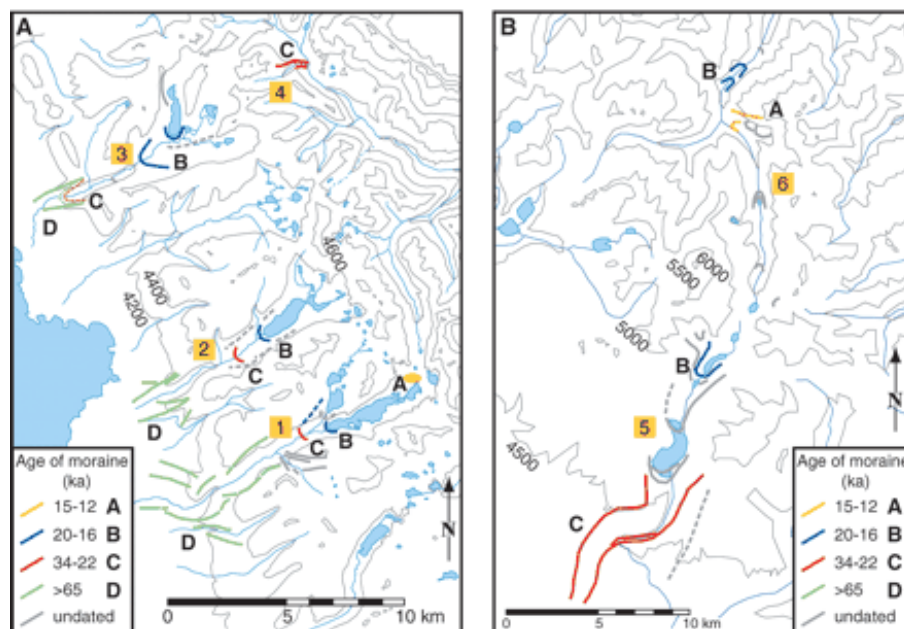 A
C
4
3
B
C
D
4600
4400
4200
2
B
C
A
1
B
C
D
D
N
Age of moraine
(ka)
15-12 A
20-16 B
34-22 C
>65 D
undated
0 5 10 km
B
B
A
6
6000
5500
5000
B
5
4500
C
N
Age of moraine
(ka)
15-12 A
20-16 B
34-22 C
>65 D
undated
0 5 10 km